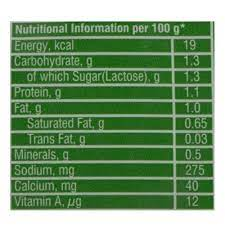 Nutritional Information per 100 g*
Energy, kcal 19
Carbohydrate, g 1.3
of which Sugar(Lactose), g 1.3
Protein, g 1.1
Fat, g 1.0
Saturated Fat, g 0.65
Trans Fat, g 0.03
Minerals, g 0.5
Sodium, mg 275
Calcium, mg 40
Vitamin A, µg 12